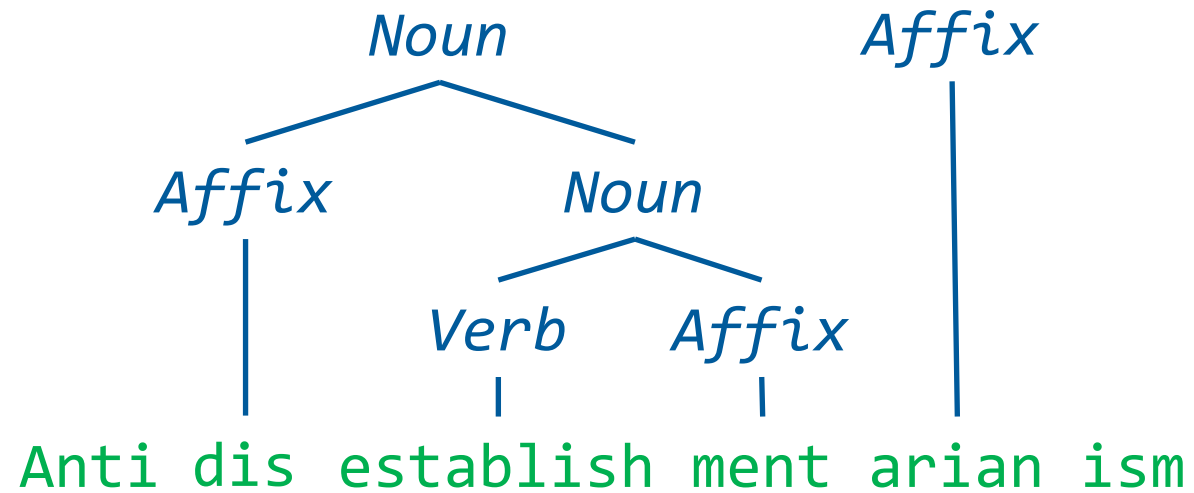 Noun Affix
Affix Noun
Verb Affix
Anti dis establish ment arian ism